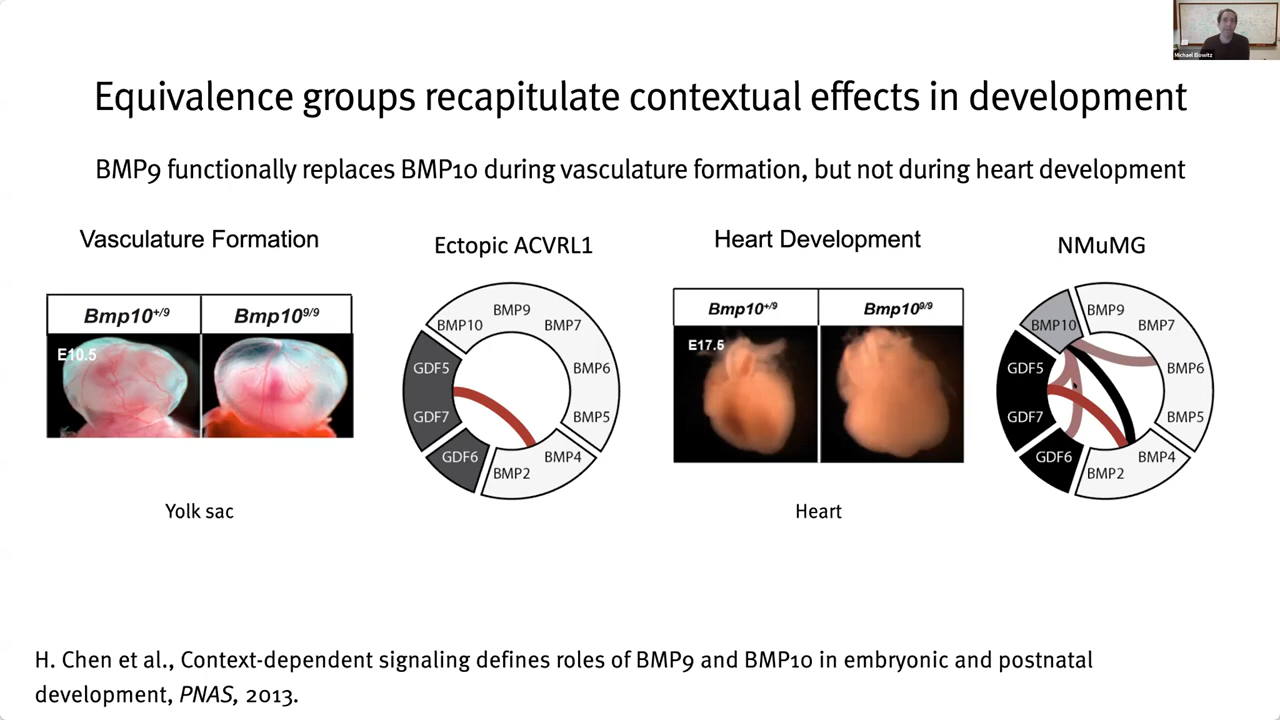 Michael Elowitz
Equivalence groups recapitulate contextual effects in development
BMP9 functionally replaces BMP10 during vasculature formation, but not during heart development
Vasculature Formation
Bmp10+/9
Bmp109/9
E10.5
Yolk sac
Ectopic ACVRL1
BMP9
BMP10
BMP7
GDF5
BMP6
GDF7
BMP5
GDF6
BMP4
BMP2
Heart Development
Bmp10+/9
Bmp109/9
E17.5
Heart
NMuMG
BMP9
BMP10
BMP7
GDF5
BMP6
GDF7
BMP5
GDF6
BMP4
BMP2
H. Chen et al., Context-dependent signaling defines roles of BMP9 and BMP10 in embryonic and postnatal
development, PNAS, 2013.